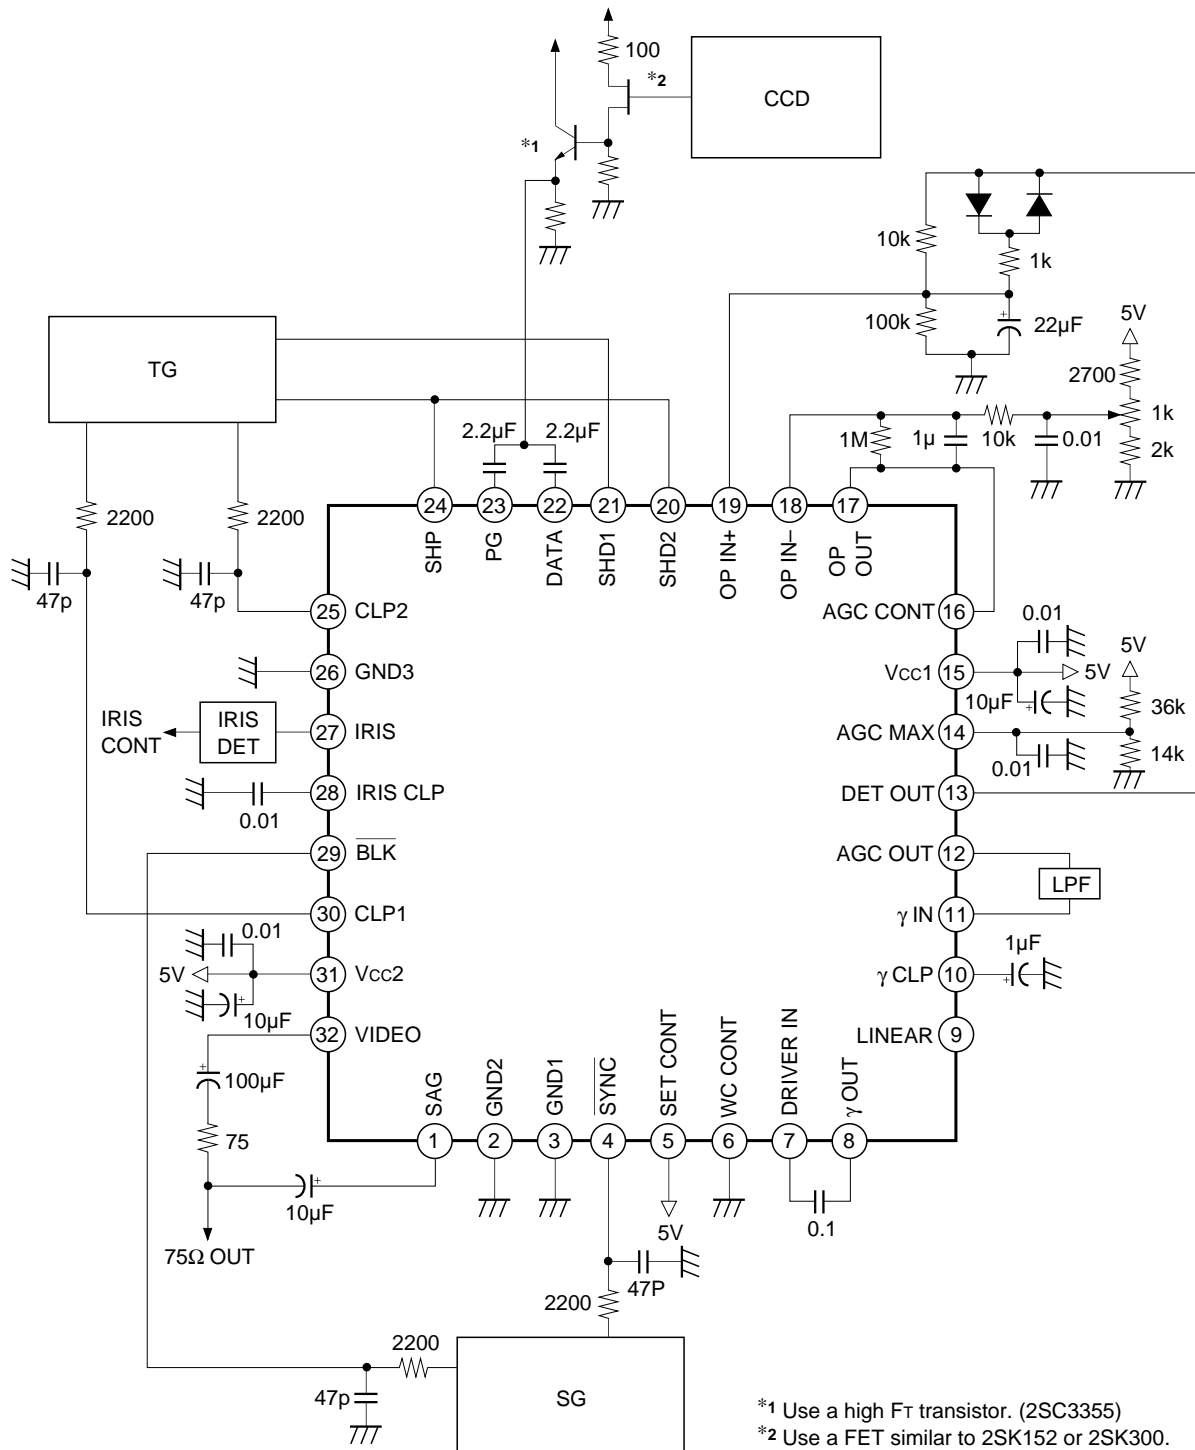 100
*2
CCD
*1
10k
1k
100k
22µF
5V
2700
1k
2k
TG
2.2µF
2.2µF
1M
1µ
10k
0.01
2200
2200
47p
47p
24
23
22
21
20
19
18
17
SHP
PG
DATA
SHD1
SHD2
OP IN+
OP IN–
OP OUT
25
CLP2
26
GND3
IRIS CONT
IRIS DET
27
IRIS
28
IRIS CLP
0.01
29
BLK
30
CLP1
0.01
5V
31
Vcc2
10µF
32
VIDEO
AGC CONT
16
0.01
Vcc1
15
5V
10µF
5V
36k
AGC MAX
14
0.01
14k
DET OUT
13
AGC OUT
12
LPF
γ IN
11
1µF
γ CLP
10
LINEAR
9
100µF
75
10µF
75Ω OUT
SAG
GND2
GND1
SYNC
SET CONT
WC CONT
DRIVER IN
γ OUT
1
2
3
4
5
6
7
8
5V
0.1
47P
2200
2200
47p
SG
*1 Use a high FT transistor. (2SC3355)
*2 Use a FET similar to 2SK152 or 2SK300.